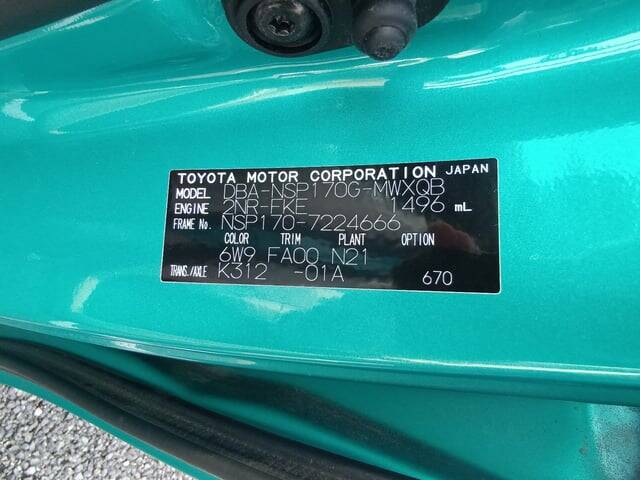 TOYOTA MOTOR CORPORATION JAPAN
MODEL DBA-NSP170G-MWXQB
ENGINE 2NR-FKE 1496 mL
FRAME No. NSP170-7224666
COLOR TRIM PLANT OPTION
6W9 FA00 N21
TRANS./AXLE K312 -01A 670